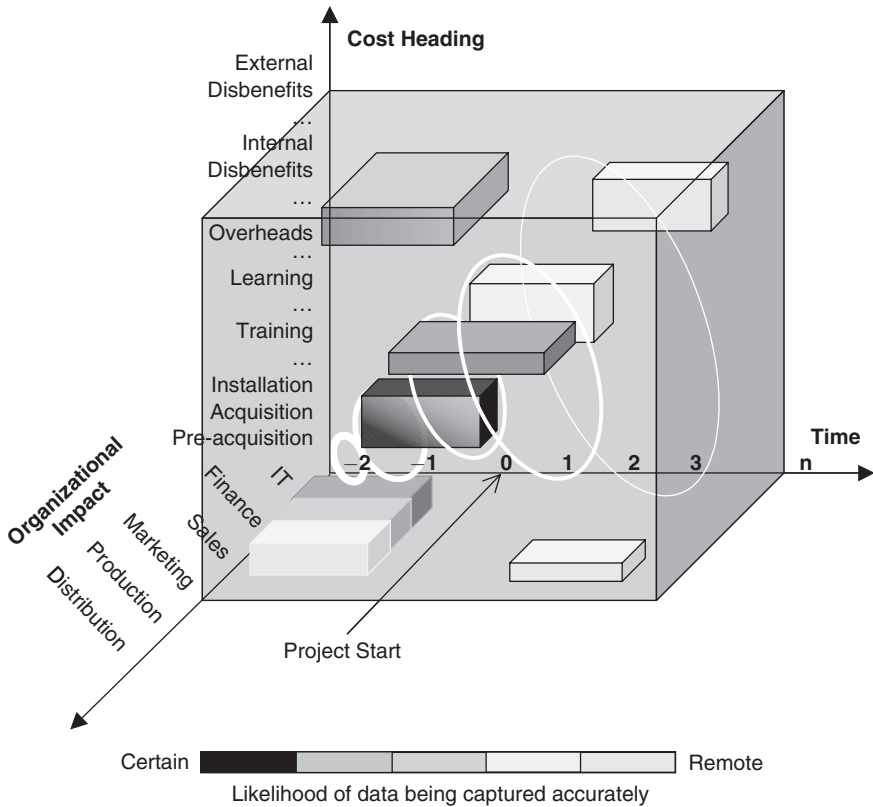 Cost Heading
External
Disbenefits
...
Internal
Disbenefits
...
Overheads
...
Learning
...
Training
...
Installation
Acquisition
Pre-acquisition
Time
–2 –1 0 1 2 3 n
Organizational
Impact
IT
Finance
Sales
Marketing
Production
Distribution
Project Start
Certain
Remote
Likelihood of data being captured accurately